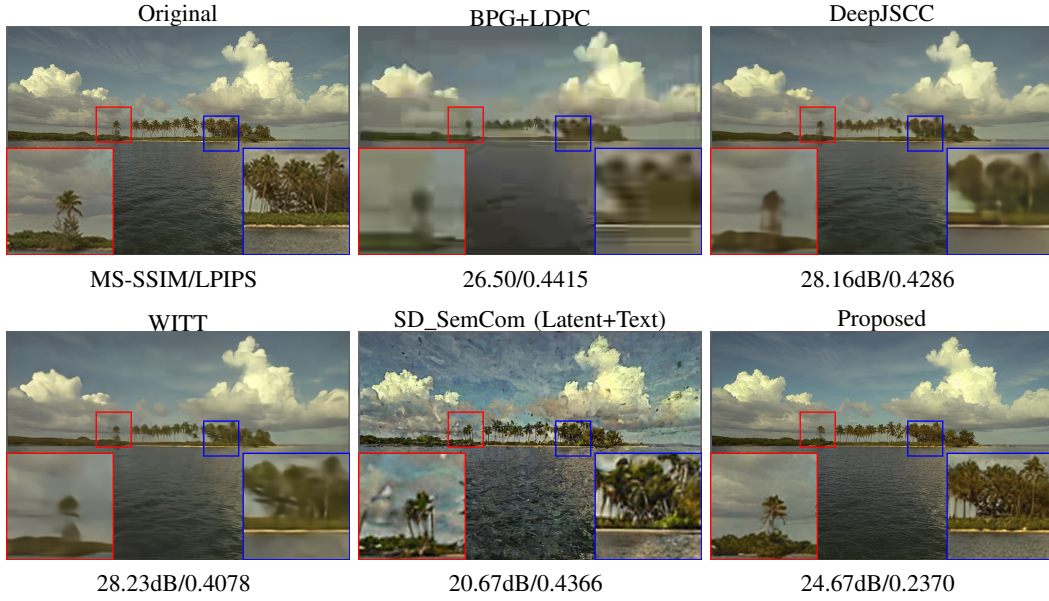 Original
BPG+LDPC
DeepJSCC
MS-SSIM/LPIPS
26.50/0.4415
28.16dB/0.4286
WITT
SD_SemCom (Latent+Text)
Proposed
28.23dB/0.4078
20.67dB/0.4366
24.67dB/0.2370